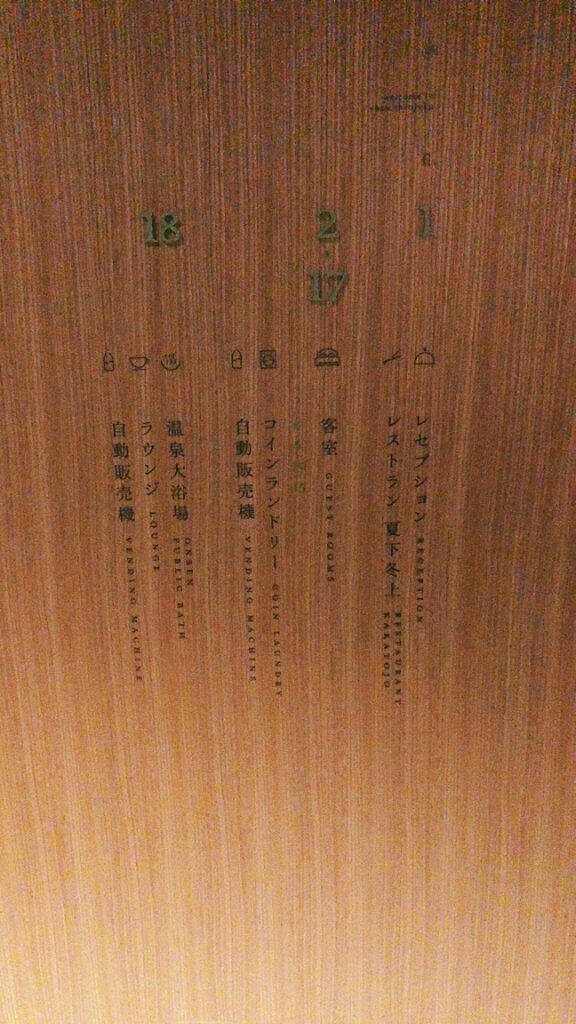 1
レセプション RECEPTION
レストラン 夏下冬上 RESTAURANT
KAKATOJO
2
17
客室 GUEST ROOMS
コインランドリー COIN LAUNDRY
自動販売機 VENDING MACHINE
18
温泉大浴場 ONSEN
PUBLIC BATH
ラウンジ LOUNGE
自動販売機 VENDING MACHINE